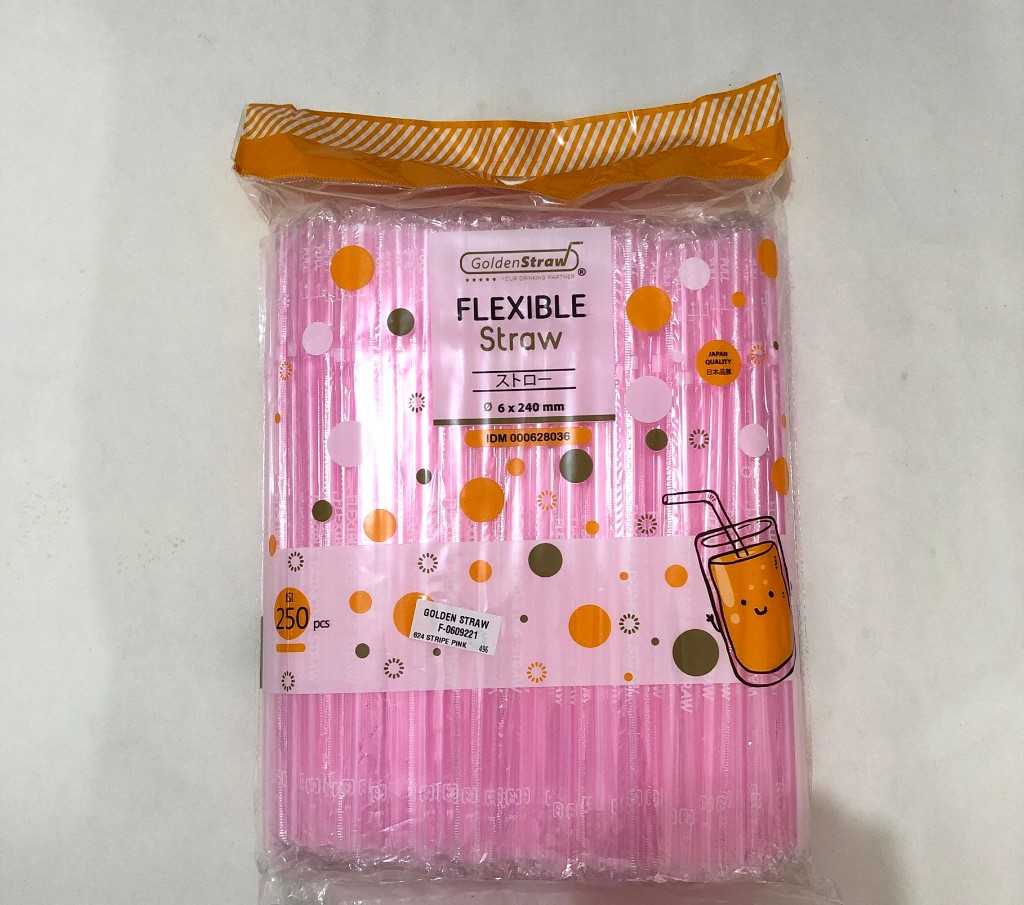 GoldenStraw®
YOUR DRINKING PARTNER
FLEXIBLE
Straw
ストロー
Ø 6 x 240 mm
IDM 000628036
JAPAN
QUALITY
日本品質
ISI
250 pcs
GOLDEN STRAW
F-0609221
624 STRIPE PINK 496